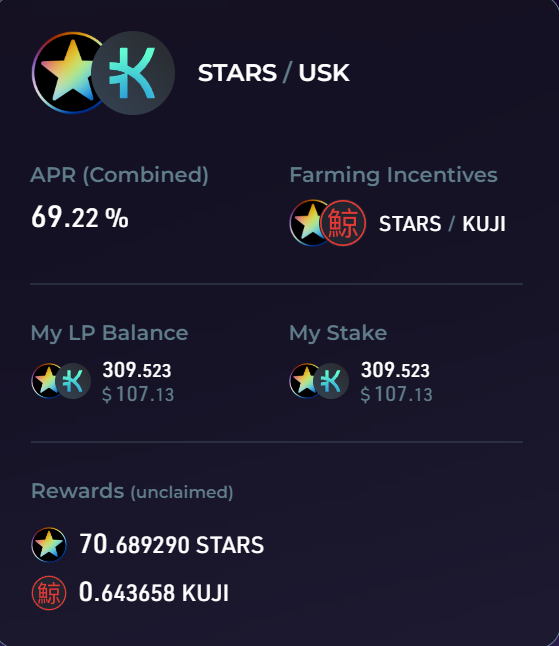 STARS / USK
APR (Combined)
69.22 %
Farming Incentives
鯨 STARS / KUJI
My LP Balance
309.523
$ 107.13
My Stake
309.523
$ 107.13
Rewards (unclaimed)
70.689290 STARS
鯨 0.643658 KUJI